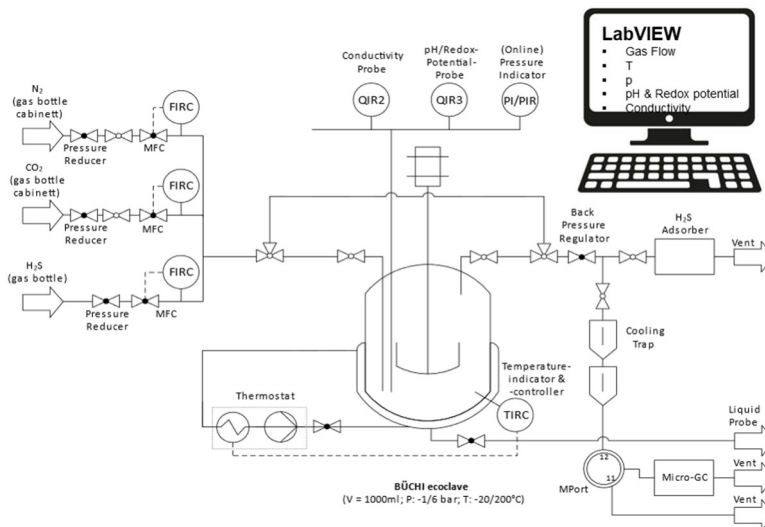 LabVIEW
▪ Gas Flow
▪ T
▪ p
▪ pH & Redox potential
▪ Conductivity
Conductivity
Probe
pH/Redox-
Potential-
Probe
(Online)
Pressure
Indicator
QIR2
QIR3
PI/PIR
N₂
(gas bottle
cabinett)
FIRC
Pressure
Reducer
MFC
CO₂
(gas bottle
cabinett)
FIRC
Pressure
Reducer
MFC
H₂S
(gas bottle)
FIRC
Pressure
Reducer
MFC
Back
Pressure
Regulator
H₂S
Adsorber
Vent
Cooling
Trap
Temperature-
indicator &
-controller
TIRC
Thermostat
Liquid
Probe
12
11
MPort
Micro-GC
Vent
Vent
BÜCHI ecoclave
(V = 1000ml; P: -1/6 bar; T: -20/200°C)